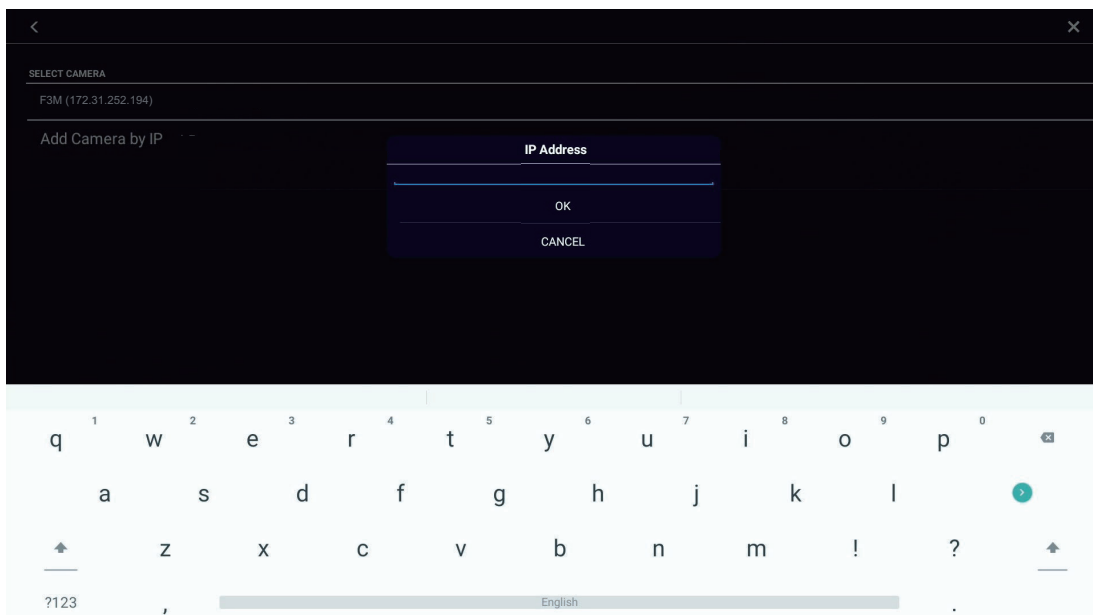 SELECT CAMERA
F3M (172.31.252.194)
Add Camera by IP
IP Address
OK
CANCEL
1 2 3 4 5 6 7 8 9 0
q w e r t y u i o p
a s d f g h j k l
z x c v b n m ! ?
?123 , English .